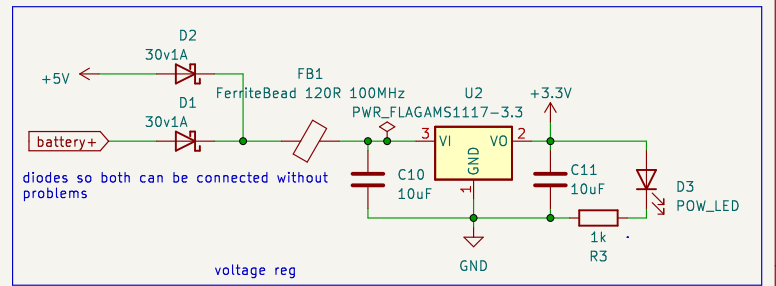 D2
30v1A
+5V
FB1
FerriteBead 120R 100MHz
U2
+3.3V
D1
30v1A
PWR_FLAG
AMS1117-3.3
battery+
3
VI
VO
2
GND
1
C10
10uF
C11
10uF
diodes so both can be connected without
problems
D3
POW_LED
1k
R3
GND
voltage reg